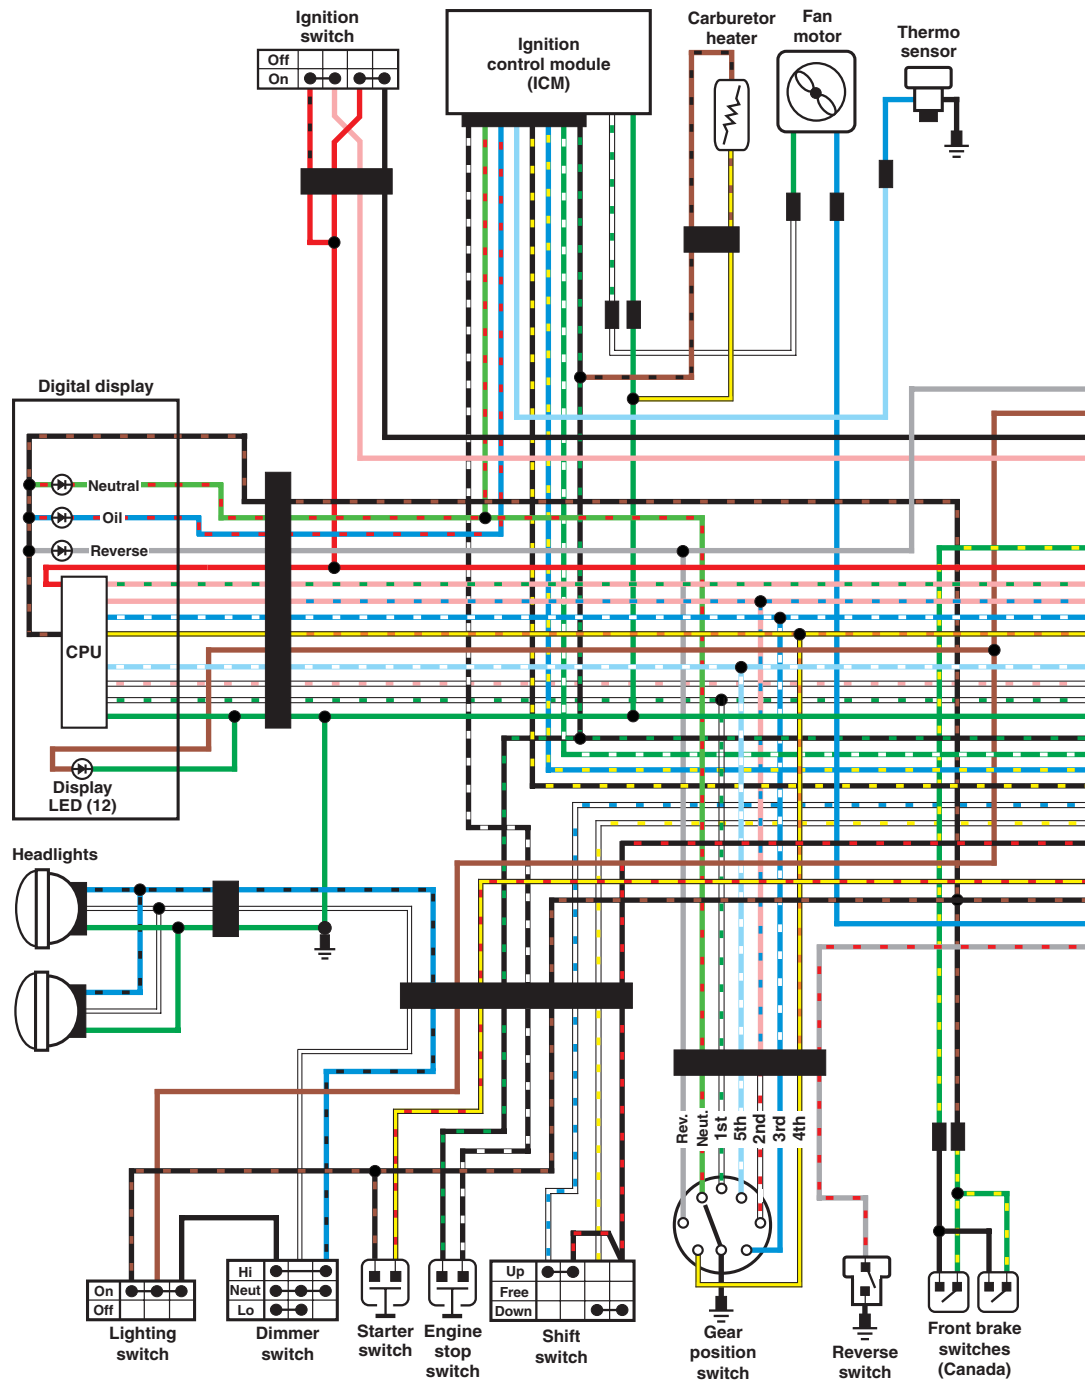 Ignition
switch
Off
On
Ignition
control module
(ICM)
Carburetor
heater
Fan
motor
Thermo
sensor
Digital display
Neutral
Oil
Reverse
CPU
Display
LED (12)
Headlights
Rev.
Neut.
1st
5th
2nd
3rd
4th
On
Off
Lighting
switch
Hi
Neut
Lo
Dimmer
switch
Starter
switch
Engine
stop
switch
Up
Free
Down
Shift
switch
Gear
position
switch
Reverse
switch
Front brake
switches
(Canada)